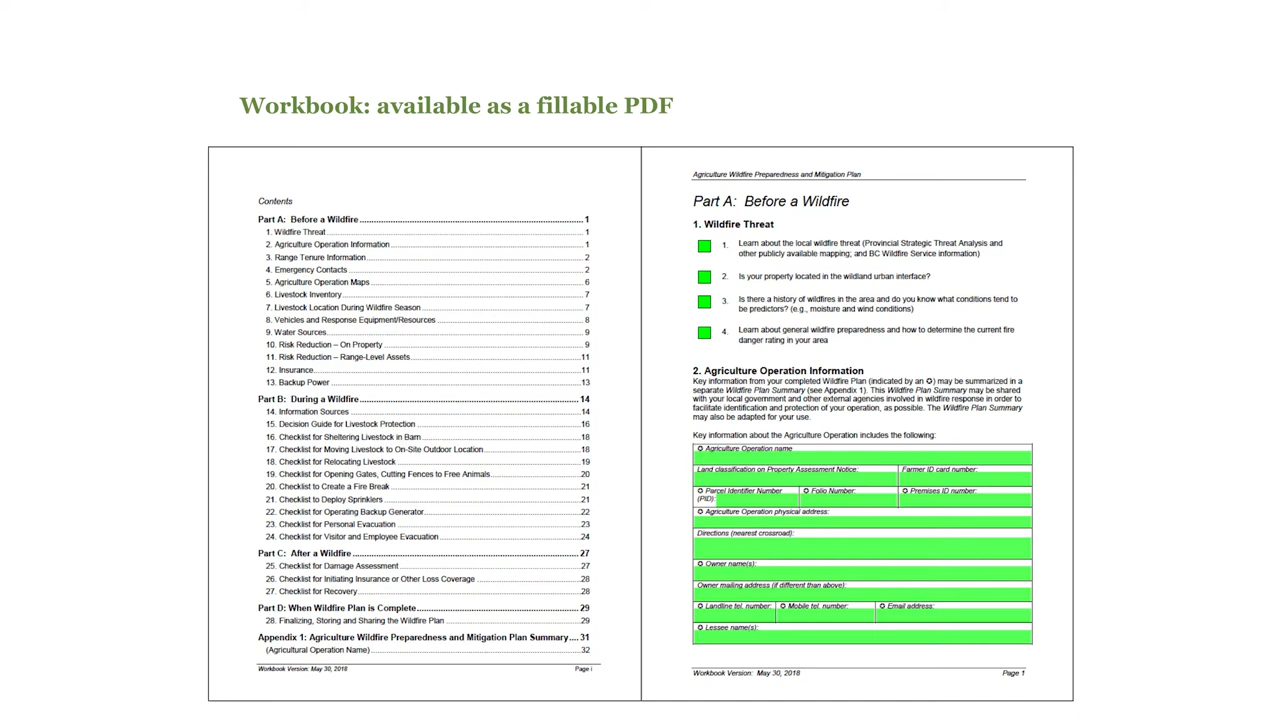 Workbook: available as a fillable PDF
Contents
Part A: Before a Wildfire 1
1. Wildfire Threat 1
2. Agriculture Operation Information 1
3. Range Tenure Information 2
4. Emergency Contacts 2
5. Agriculture Operation Maps 6
6. Livestock Inventory 7
7. Livestock Location During Wildfire Season 7
8. Vehicles and Response Equipment/Resources 8
9. Water Sources 9
10. Risk Reduction – On Property 9
11. Risk Reduction – Range-Level Assets 11
12. Insurance 11
13. Backup Power 13
Part B: During a Wildfire 14
14. Information Sources 14
15. Decision Guide for Livestock Protection 16
16. Checklist for Sheltering Livestock in Barn 18
17. Checklist for Moving Livestock to On-Site Outdoor Location 18
18. Checklist for Relocating Livestock 19
19. Checklist for Opening Gates, Cutting Fences to Free Animals 20
20. Checklist to Create a Fire Break 21
21. Checklist to Deploy Sprinklers 21
22. Checklist for Operating Backup Generator 22
23. Checklist for Personal Evacuation 23
24. Checklist for Visitor and Employee Evacuation 24
Part C: After a Wildfire 27
25. Checklist for Damage Assessment 27
26. Checklist for Initiating Insurance or Other Loss Coverage 28
27. Checklist for Recovery 28
Part D: When Wildfire Plan is Complete 29
28. Finalizing, Storing and Sharing the Wildfire Plan 29
Appendix 1: Agriculture Wildfire Preparedness and Mitigation Plan Summary 31
(Agricultural Operation Name) 32
Workbook Version: May 30, 2018 Page i
Agriculture Wildfire Preparedness and Mitigation Plan
Part A: Before a Wildfire
1. Wildfire Threat
1. Learn about the local wildfire threat (Provincial Strategic Threat Analysis and
other publicly available mapping; and BC Wildfire Service information)
2. Is your property located in the wildland urban interface?
3. Is there a history of wildfires in the area and do you know what conditions tend to
be predictors? (e.g., moisture and wind conditions)
4. Learn about general wildfire preparedness and how to determine the current fire
danger rating in your area
2. Agriculture Operation Information
Key information from your completed Wildfire Plan (indicated by an ✪) may be summarized in a
separate Wildfire Plan Summary (see Appendix 1). This Wildfire Plan Summary may be shared
with your local government and other external agencies involved in wildfire response in order to
facilitate identification and protection of your operation, as possible. The Wildfire Plan Summary
may also be adapted for your use.
Key information about the Agriculture Operation includes the following:
✪ Agriculture Operation name
Land classification on Property Assessment Notice: Farmer ID card number:
✪ Parcel Identifier Number ✪ Folio Number: ✪ Premises ID number:
(PID):
✪ Agriculture Operation physical address:
Directions (nearest crossroad):
✪ Owner name(s):
Owner mailing address (if different than above):
✪ Landline tel. number: ✪ Mobile tel. number: ✪ Email address:
✪ Lessee name(s):
Workbook Version: May 30, 2018 Page 1